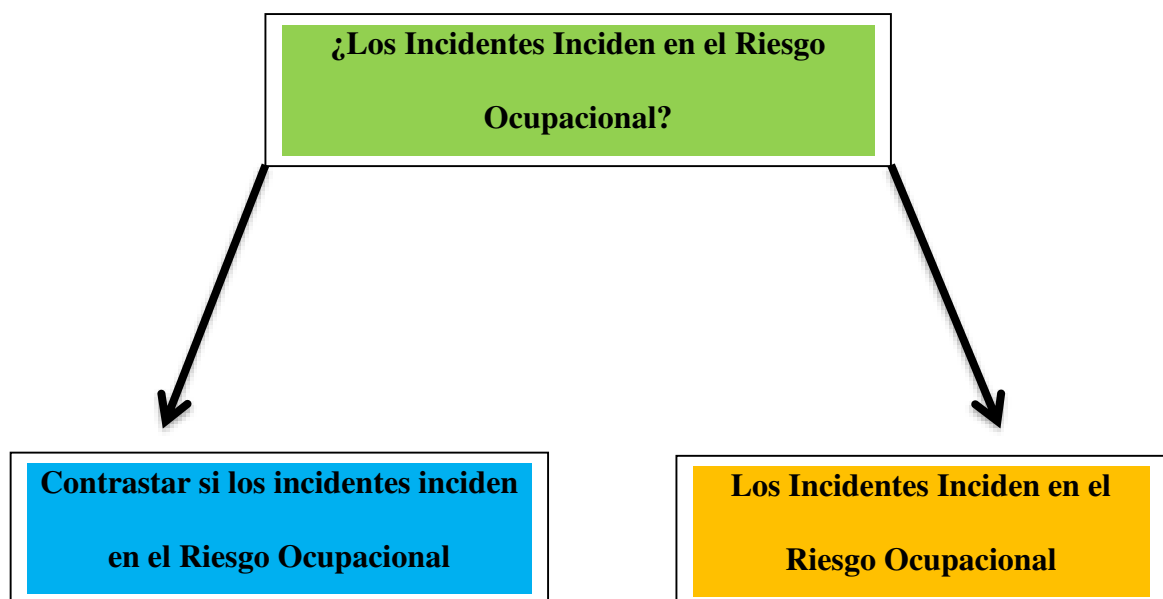 ¿Los Incidentes Inciden en el Riesgo
Ocupacional?
Contrastar si los incidentes inciden
en el Riesgo Ocupacional
Los Incidentes Inciden en el
Riesgo Ocupacional